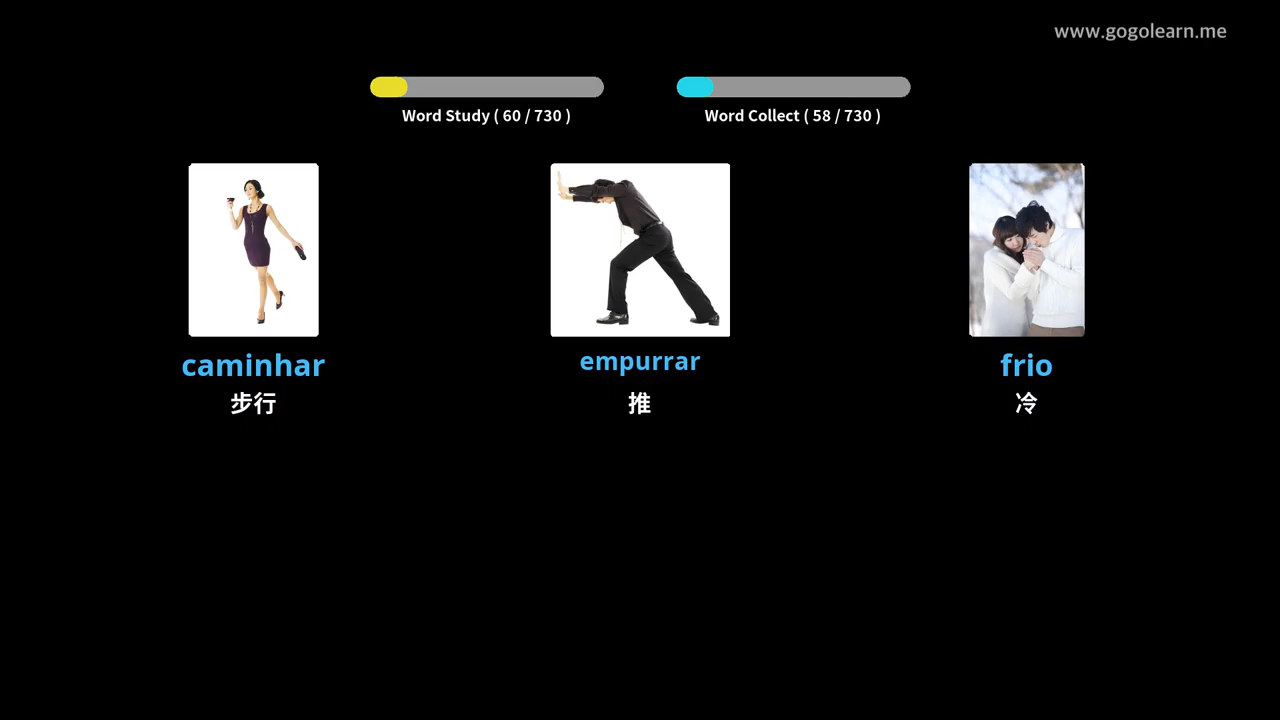 www.gogolearn.me
Word Study ( 60 / 730 )
Word Collect ( 58 / 730 )
caminhar
步行
empurrar
推
frio
冷